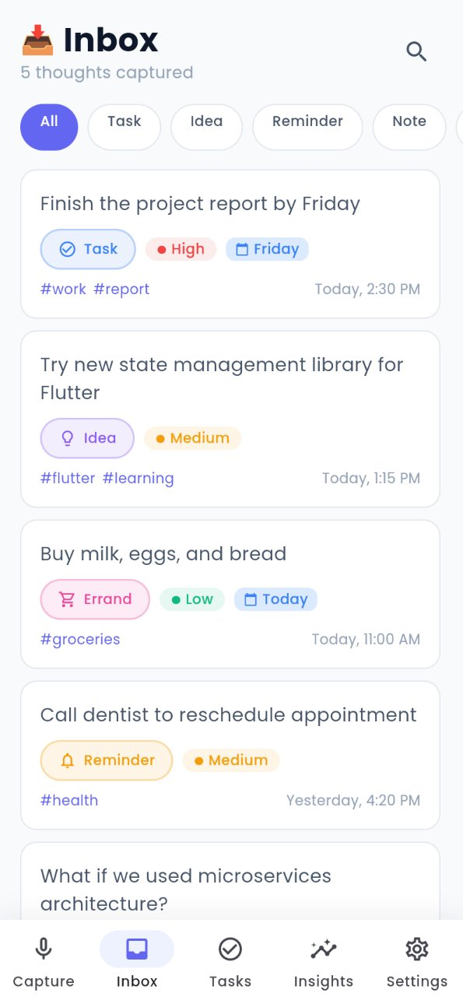 📥 Inbox
5 thoughts captured
All Task Idea Reminder Note
Finish the project report by Friday
Task High Friday
#work #report Today, 2:30 PM
Try new state management library for
Flutter
Idea Medium
#flutter #learning Today, 1:15 PM
Buy milk, eggs, and bread
Errand Low Today
#groceries Today, 11:00 AM
Call dentist to reschedule appointment
Reminder Medium
#health Yesterday, 4:20 PM
What if we used microservices
architecture?
Capture Inbox Tasks Insights Settings